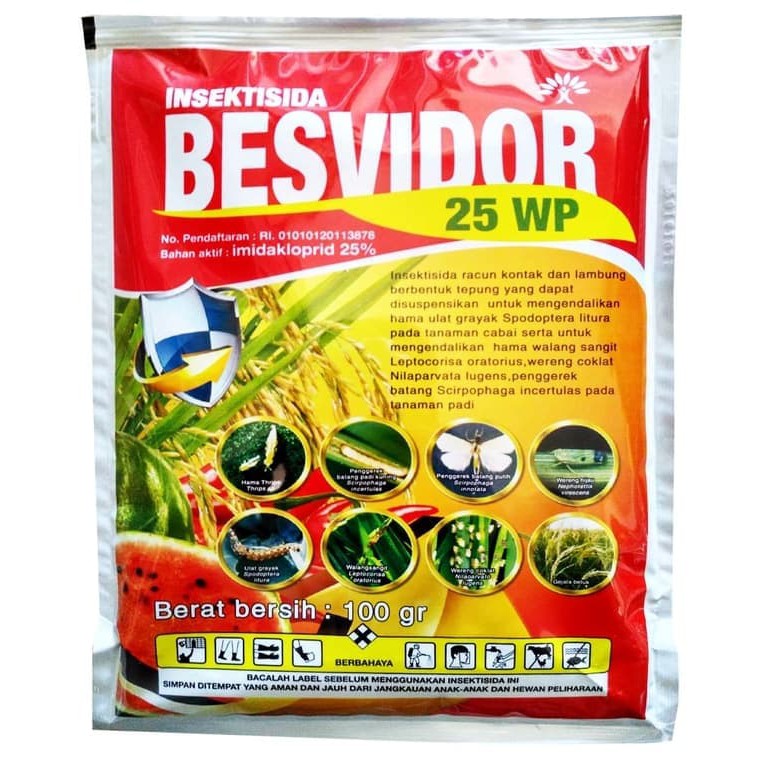 INSEKTISIDA
BESVIDOR
25 WP
No. Pendaftaran : RI. 01010120113878
Bahan aktif : imidakloprid 25%
Insektisida racun kontak dan lambung
berbentuk tepung yang dapat
disuspensikan untuk mengendalikan
hama ulat grayak Spodoptera litura
pada tanaman cabai serta untuk
mengendalikan hama walang sangit
Leptocorisa oratorius,wereng coklat
Nilaparvata lugens,penggerek
batang Scirpophaga incertulas pada
tanaman padi
Hama Thrips
Thrips
Penggerek
batang padi kuning
Scirpophaga
incertulas
Penggerek batang putih
Scirpophaga
innotata
Wereng hijau
Nephotettix
virescens
Ulat grayak
Spodoptera
litura
Walangsangit
Leptocorisa
oratorius
Wereng coklat
Nilaparvata
lugens
Berat bersih : 100 gr
BERBAHAYA
BACALAH LABEL SEBELUM MENGGUNAKAN INSEKTISIDA INI
SIMPAN DITEMPAT YANG AMAN DAN JAUH DARI JANGKAUAN ANAK-ANAK DAN HEWAN PELIHARAAN